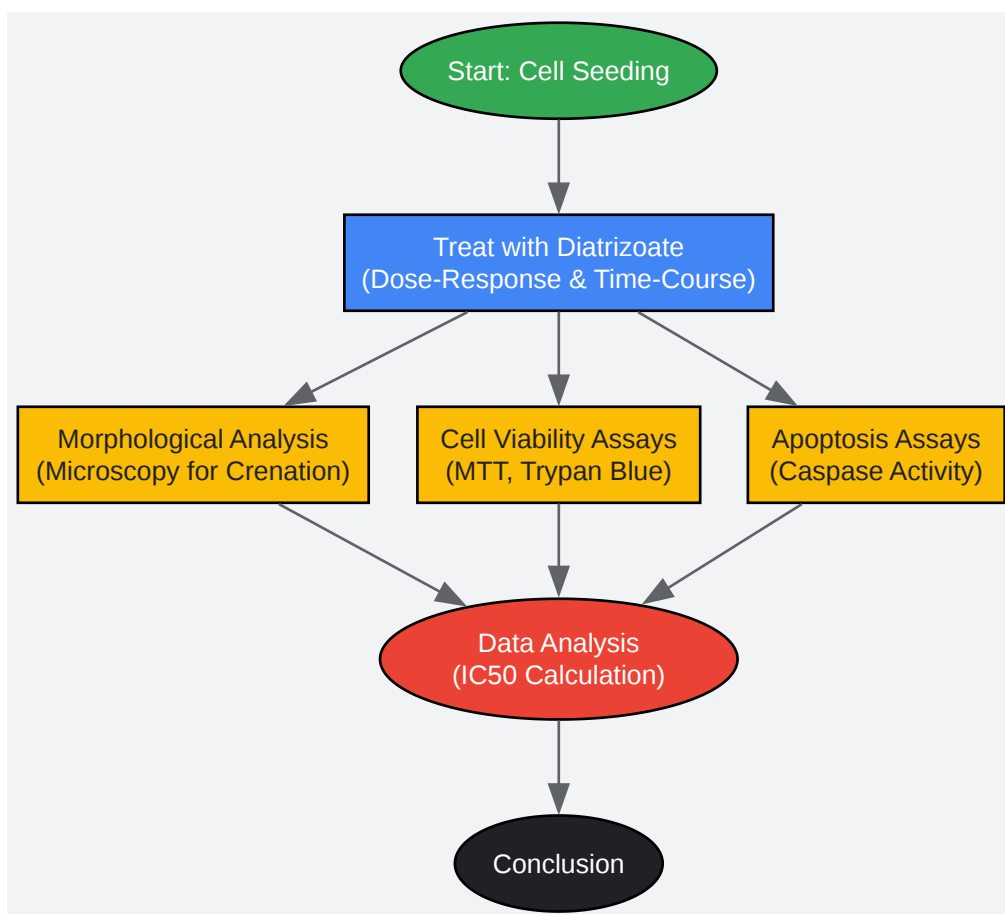 Start: Cell Seeding
Treat with Diatrizoate
(Dose-Response & Time-Course)
Morphological Analysis
(Microscopy for Crenation)
Cell Viability Assays
(MTT, Trypan Blue)
Apoptosis Assays
(Caspase Activity)
Data Analysis
(IC50 Calculation)
Conclusion